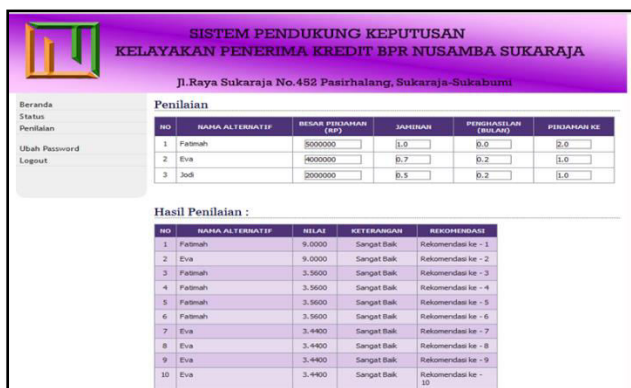 SISTEM PENDUKUNG KEPUTUSAN
KELAYAKAN PENERIMA KREDIT BPR NUSAMBA SUKARAJA
Jl.Raya Sukaraja No.452 Pasirhalang, Sukaraja-Sukabumi
Beranda
Status
Penilaian
Ubah Password
Logout
Penilaian
NO NAMA ALTERNATIF BESAR PINJAMAN (RP) JAMINAN PENGHASILAN (BULAN) PINJAMAN KE
1 Fatimah 5000000 1.0 0.0 2.0
2 Eva 4000000 0.7 0.2 1.0
3 Jodi 2000000 0.5 0.2 1.0
Hasil Penilaian :
NO NAMA ALTERNATIF NILAI KETERANGAN REKOMENDASI
1 Fatimah 9.0000 Sangat Baik Rekomendasi ke - 1
2 Eva 9.0000 Sangat Baik Rekomendasi ke - 2
3 Fatimah 3.5600 Sangat Baik Rekomendasi ke - 3
4 Fatimah 3.5600 Sangat Baik Rekomendasi ke - 4
5 Fatimah 3.5600 Sangat Baik Rekomendasi ke - 5
6 Fatimah 3.5600 Sangat Baik Rekomendasi ke - 6
7 Eva 3.4400 Sangat Baik Rekomendasi ke - 7
8 Eva 3.4400 Sangat Baik Rekomendasi ke - 8
9 Eva 3.4400 Sangat Baik Rekomendasi ke - 9
10 Eva 3.4400 Sangat Baik Rekomendasi ke - 10